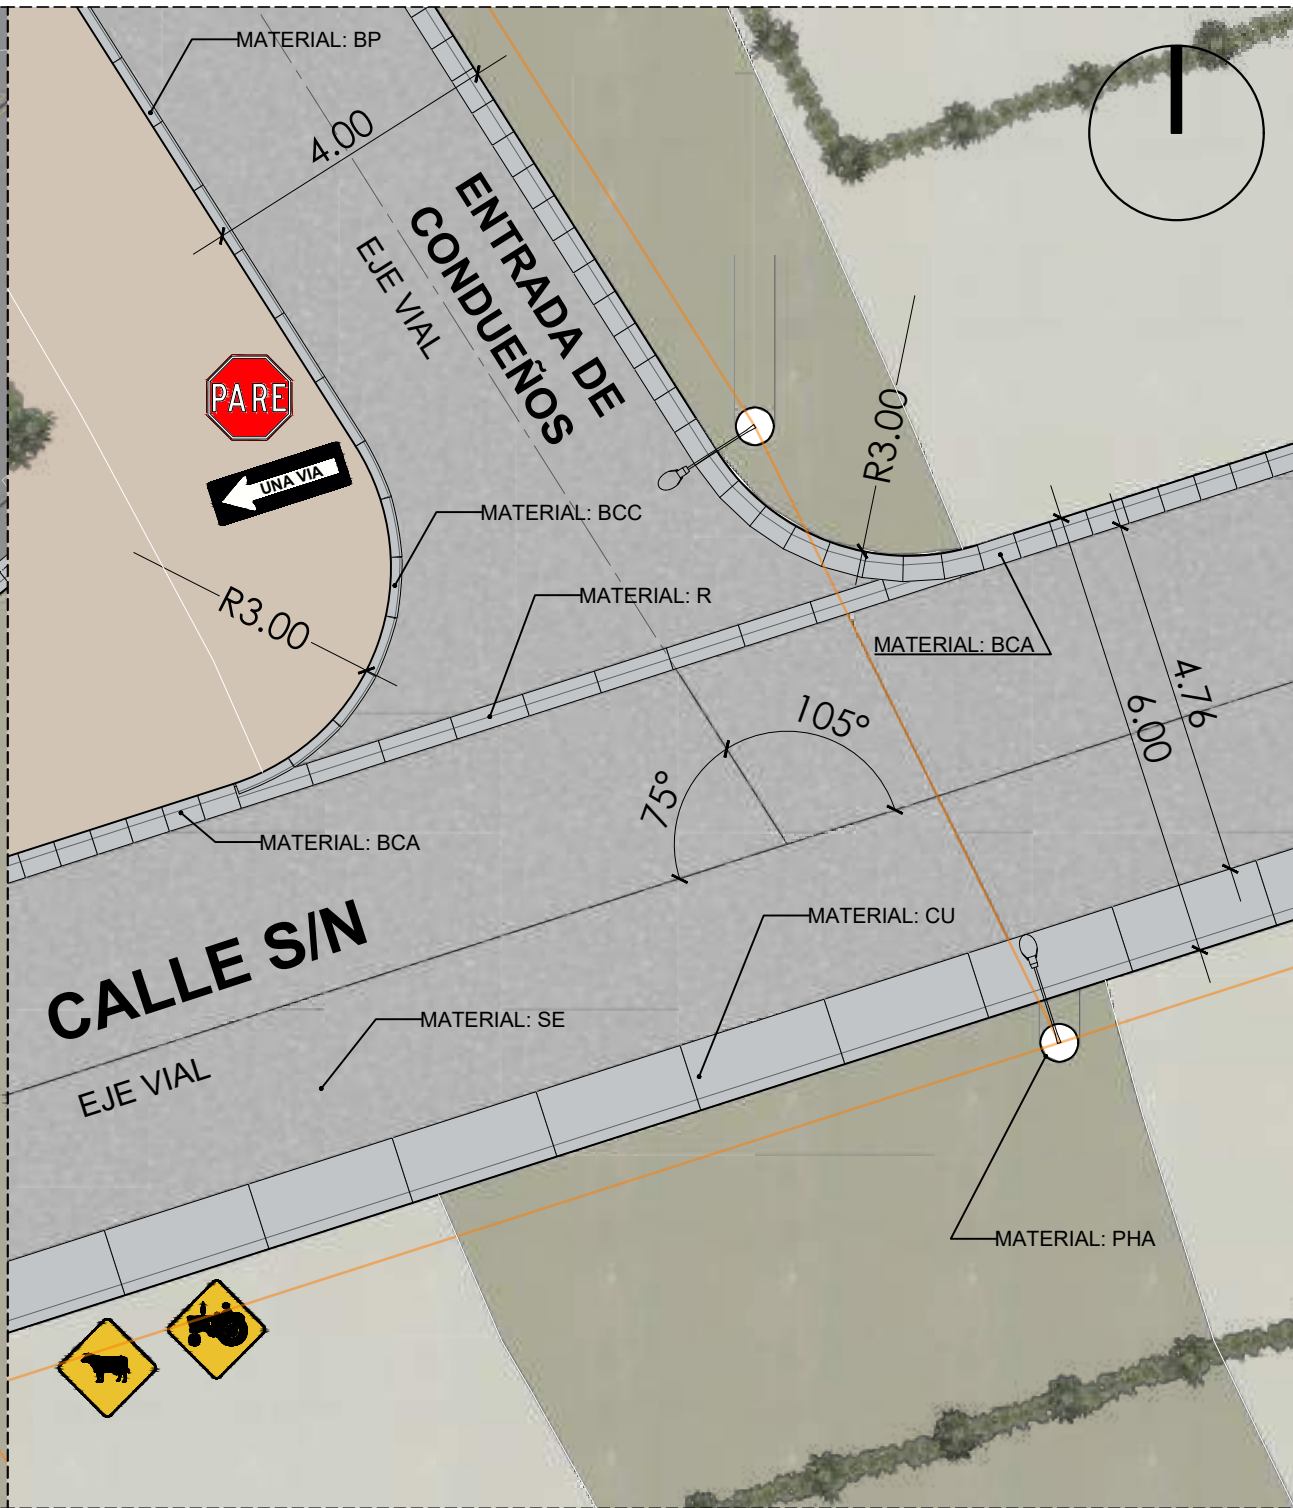 MATERIAL: BP
4.00
ENTRADA DE
CONDUEÑOS
EJE VIAL
PARE
UNA VIA
R3.00
MATERIAL: BCC
MATERIAL: R
R3.00
MATERIAL: BCA
4.76
6.00
105°
75°
MATERIAL: BCA
MATERIAL: CU
CALLE S/N
MATERIAL: SE
EJE VIAL
MATERIAL: PHA